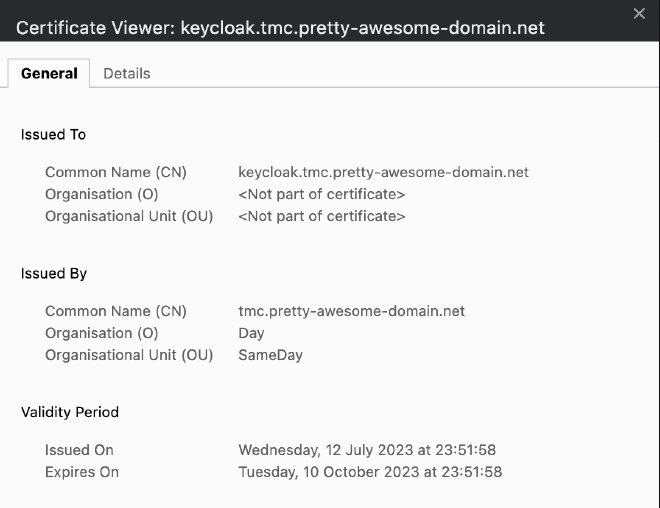 Certificate Viewer: keycloak.tmc.pretty-awesome-domain.net
General Details
Issued To
Common Name (CN) keycloak.tmc.pretty-awesome-domain.net
Organisation (O) <Not part of certificate>
Organisational Unit (OU) <Not part of certificate>
Issued By
Common Name (CN) tmc.pretty-awesome-domain.net
Organisation (O) Day
Organisational Unit (OU) SameDay
Validity Period
Issued On Wednesday, 12 July 2023 at 23:51:58
Expires On Tuesday, 10 October 2023 at 23:51:58